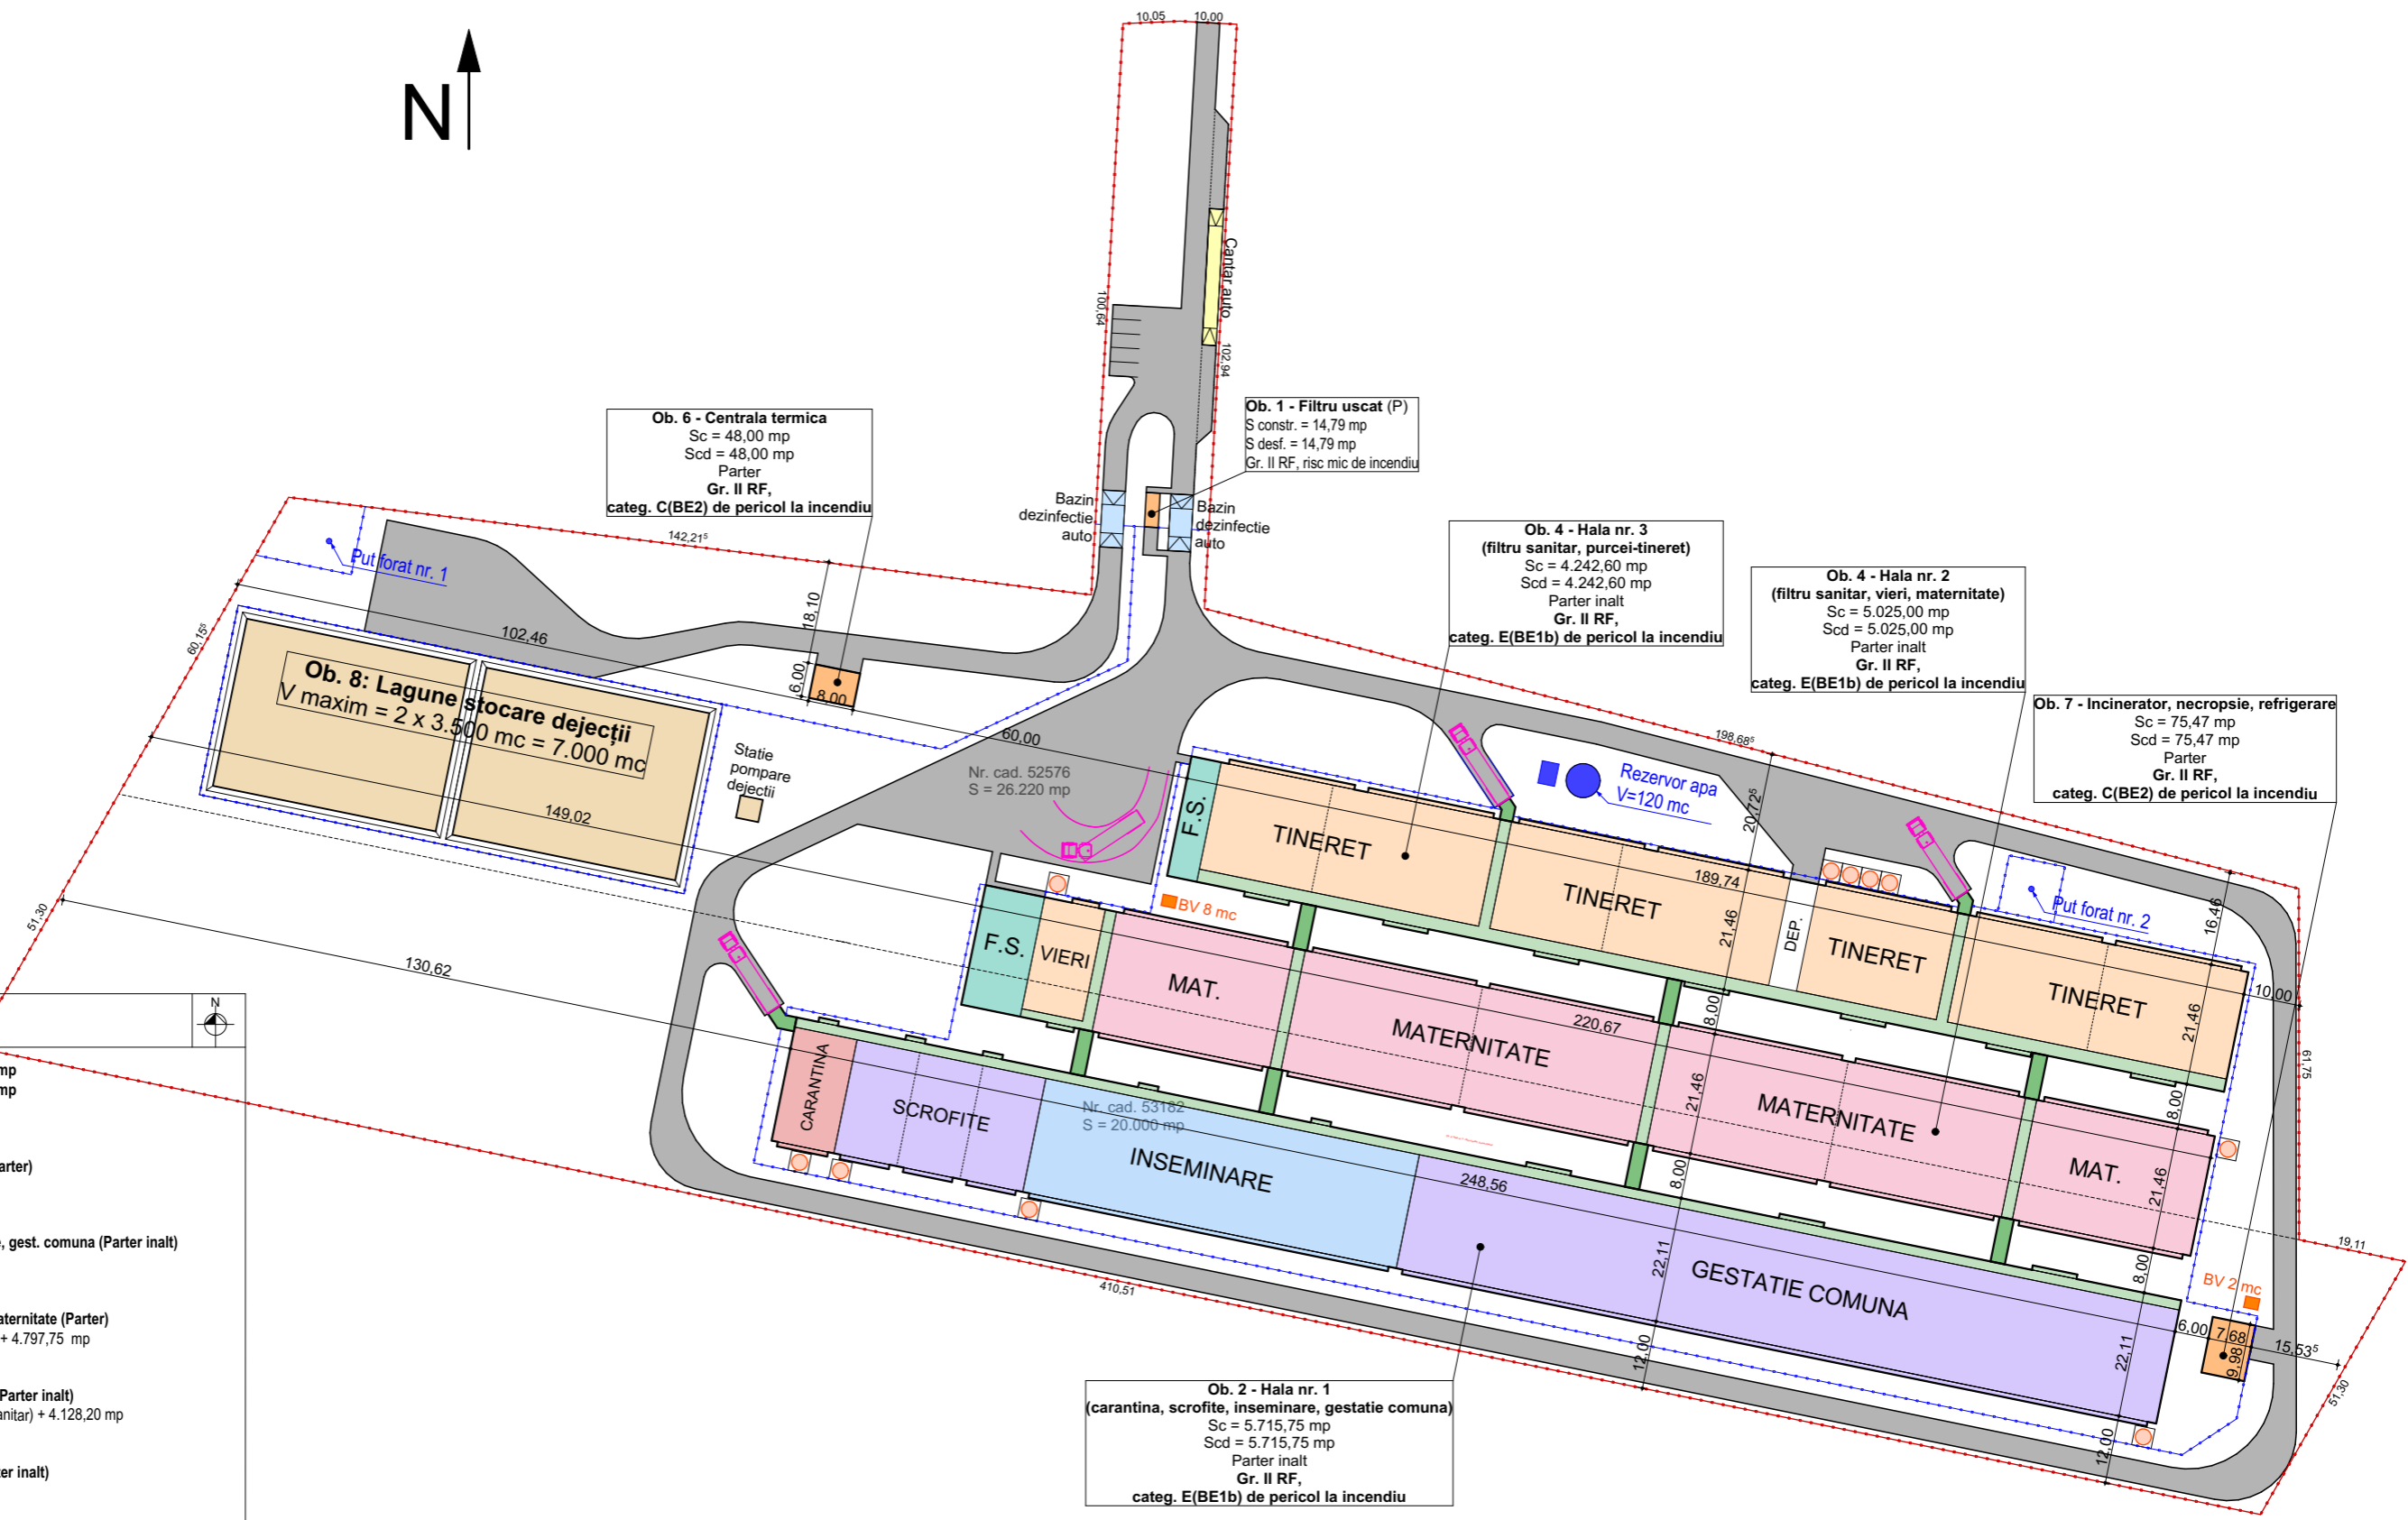 N
10,05
10,00
Cantar auto
100,64
102,94
Ob. 6 - Centrala termica
Sc = 48,00 mp
Scd = 48,00 mp
Parter
Gr. II RF,
categ. C(BE2) de pericol la incendiu
Ob. 1 - Filtru uscat (P)
S constr. = 14,79 mp
S desf. = 14,79 mp
Gr. II RF, risc mic de incendiu
Bazin
dezinfectie
auto
Bazin
dezinfectie
auto
Ob. 4 - Hala nr. 3
(filtru sanitar, purcei-tineret)
Sc = 4.242,60 mp
Scd = 4.242,60 mp
Parter inalt
Gr. II RF,
categ. E(BE1b) de pericol la incendiu
Ob. 4 - Hala nr. 2
(filtru sanitar, vieri, maternitate)
Sc = 5.025,00 mp
Scd = 5.025,00 mp
Parter inalt
Gr. II RF,
categ. E(BE1b) de pericol la incendiu
Ob. 7 - Incinerator, necropsie, refrigerare
Sc = 75,47 mp
Scd = 75,47 mp
Parter
Gr. II RF,
categ. C(BE2) de pericol la incendiu
142,21⁵
Put forat nr. 1
18,10
102,46
60,15⁵
6,00
8,00
Ob. 8: Lagune stocare dejecții
V maxim = 2 x 3.500 mc = 7.000 mc
149,02
Statie
pompare
dejectii
60,00
Nr. cad. 52576
S = 26.220 mp
198,68⁵
Rezervor apa
V=120 mc
20,72⁵
F.S.
TINERET
TINERET
189,74
21,46
DEP.
TINERET
TINERET
Put forat nr. 2
16,46
10,00
21,46
61,75
BV 8 mc
F.S.
VIERI
MAT.
MATERNITATE
220,67
8,00
21,46
MATERNITATE
MAT.
8,00
21,46
51,30
130,62
N
mp
mp
arter)
, gest. comuna (Parter inalt)
aternitate (Parter)
+ 4.797,75 mp
Parter inalt)
anitar) + 4.128,20 mp
ter inalt)
CARANTINA
SCROFITE
Nr. cad. 53182
S = 20.000 mp
INSEMINARE
248,56
8,00
22,11
GESTATIE COMUNA
8,00
22,11
19,11
BV 2 mc
6,00
7,68
9,98
15,53⁵
51,30
410,51
12,00
12,00
Ob. 2 - Hala nr. 1
(carantina, scrofite, inseminare, gestatie comuna)
Sc = 5.715,75 mp
Scd = 5.715,75 mp
Parter inalt
Gr. II RF,
categ. E(BE1b) de pericol la incendiu